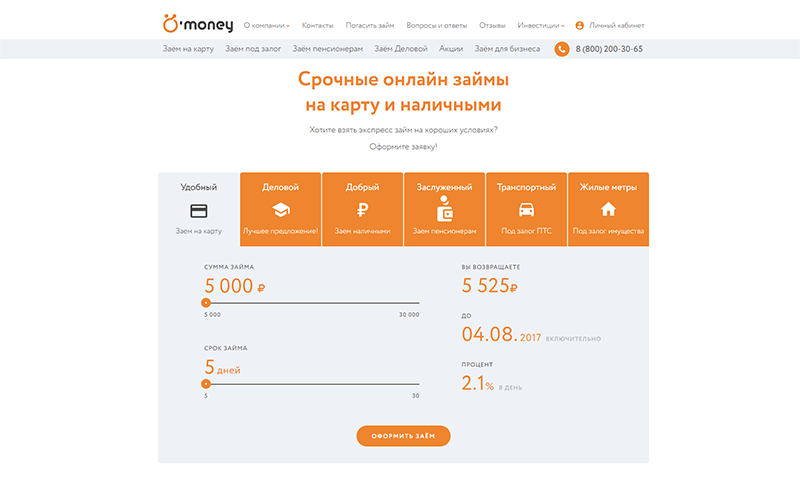 Ö'money
О компании
Контакты
Погасить займ
Вопросы и ответы
Отзывы
Инвестиции
Личный кабинет
Заём на карту
Заём под залог
Заём пенсионерам
Заём Деловой
Акции
Заём для бизнеса
8 (800) 200-30-65
Срочные онлайн займы
на карту и наличными
Хотите взять экспресс займ на хороших условиях?
Оформите заявку!
Удобный
Заем на карту
Деловой
Лучшее предложение!
Добрый
Заем наличными
Заслуженный
Заем пенсионерам
Транспортный
Под залог ПТС
Жилые метры
Под залог имущества
СУММА ЗАЙМА
5 000 ₽
5 000
30 000
СРОК ЗАЙМА
5 дней
5
30
ВЫ ВОЗВРАЩАЕТЕ
5 525₽
ДО
04.08.2017 ВКЛЮЧИТЕЛЬНО
ПРОЦЕНТ
2.1% В ДЕНЬ
ОФОРМИТЬ ЗАЁМ